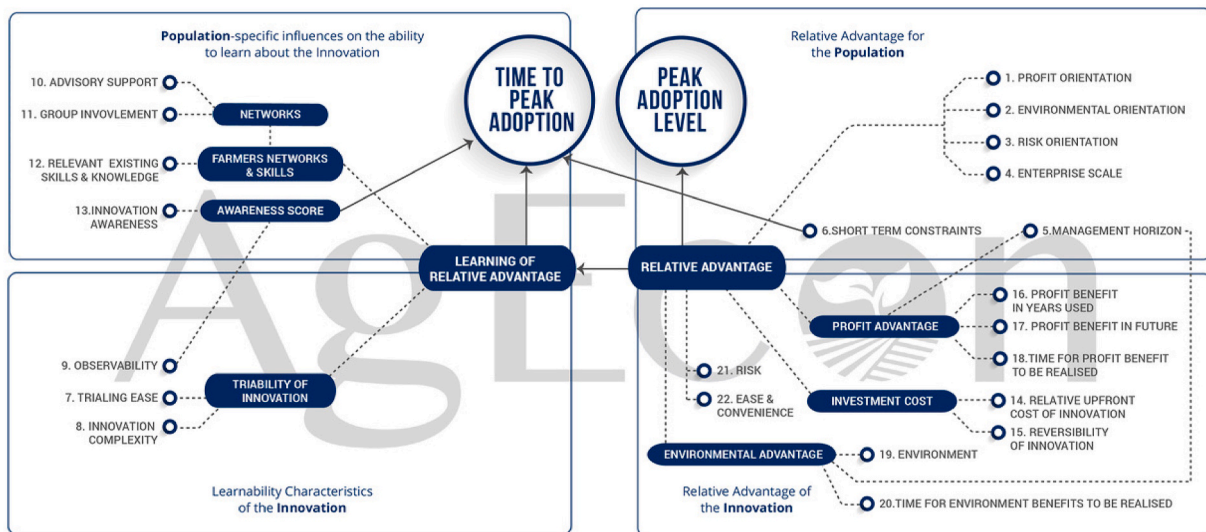 Population-specific influences on the ability
to learn about the Innovation
10. ADVISORY SUPPORT
11. GROUP INVOVLEMENT
NETWORKS
12. RELEVANT EXISTING
SKILLS & KNOWLEDGE
FARMERS NETWORKS
& SKILLS
13.INNOVATION
AWARENESS
AWARENESS SCORE
TIME TO
PEAK
ADOPTION
PEAK
ADOPTION
LEVEL
Relative Advantage for
the Population
1. PROFIT ORIENTATION
2. ENVIRONMENTAL ORIENTATION
3. RISK ORIENTATION
4. ENTERPRISE SCALE
6.SHORT TERM CONSTRAINTS
5.MANAGEMENT HORIZON
LEARNING OF
RELATIVE ADVANTAGE
RELATIVE ADVANTAGE
AgEcon
9. OBSERVABILITY
7. TRIALING EASE
8. INNOVATION
COMPLEXITY
TRIABILITY OF
INNOVATION
Learnability Characteristics
of the Innovation
PROFIT ADVANTAGE
16. PROFIT BENEFIT
IN YEARS USED
17. PROFIT BENEFIT IN FUTURE
18.TIME FOR PROFIT BENEFIT
TO BE REALISED
21. RISK
22. EASE &
CONVENIENCE
INVESTMENT COST
14. RELATIVE UPFRONT
COST OF INNOVATION
15. REVERSIBILITY
OF INNOVATION
ENVIRONMENTAL ADVANTAGE
19. ENVIRONMENT
20.TIME FOR ENVIRONMENT BENEFITS TO BE REALISED
Relative Advantage of
the Innovation